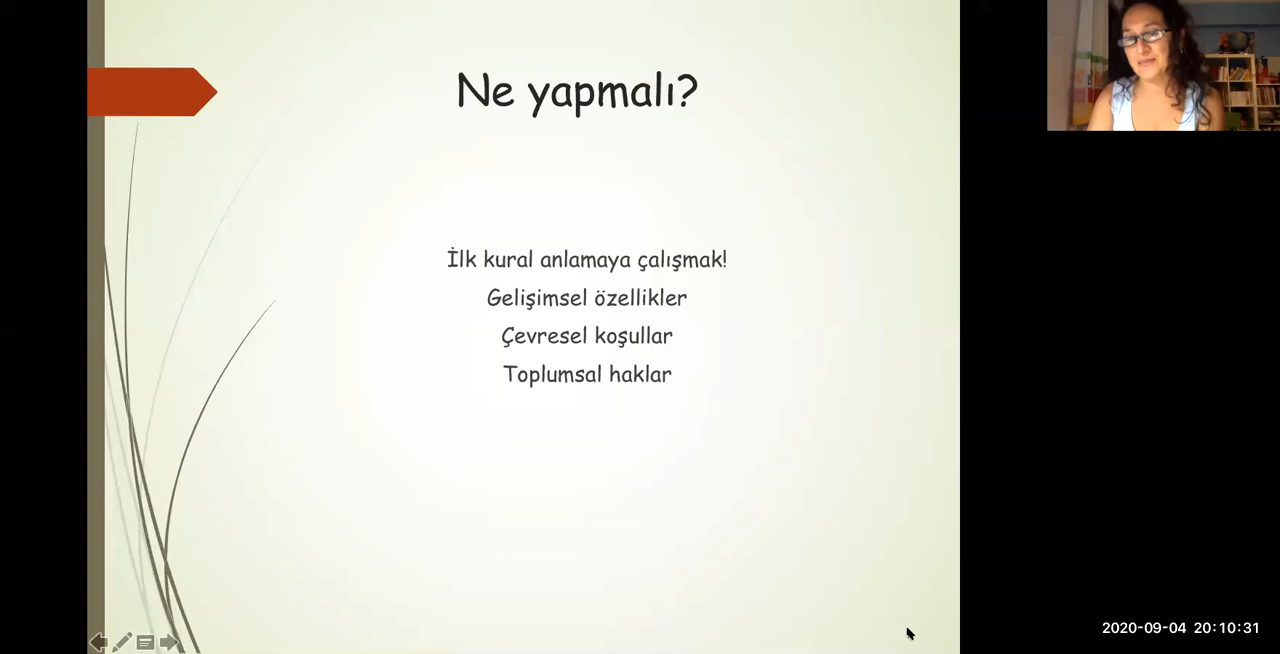 Ne yapmalı?
İlk kural anlamaya çalışmak!
Gelişimsel özellikler
Çevresel koşullar
Toplumsal haklar
2020-09-04 20:10:31